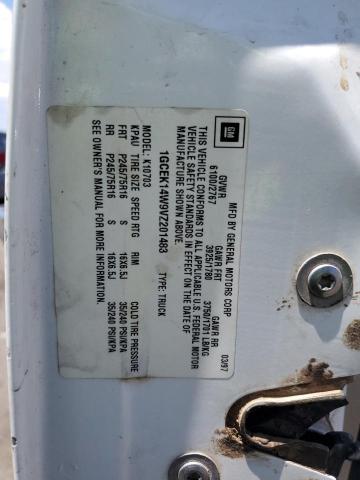 GM
MFD BY GENERAL MOTORS CORP 03/97
GVWR GAWR FRT GAWR RR
6100/2767 3925/1780 3750/1701 LB/KG
THIS VEHICLE CONFORMS TO ALL APPLICABLE U.S. FEDERAL MOTOR
VEHICLE SAFETY STANDARDS IN EFFECT ON THE DATE OF
MANUFACTURE SHOWN ABOVE.
1GCEK14W9VZ201483 TYPE: TRUCK
MODEL: K10703
KPAU TIRE SIZE SPEED RTG RIM COLD TIRE PRESSURE
FRT P245/75R16 S 16X6.5J 35/240 PSI/KPA
RR P245/75R16 S 16X6.5J 35/240 PSI/KPA
SEE OWNER'S MANUAL FOR MORE INFORMATION.